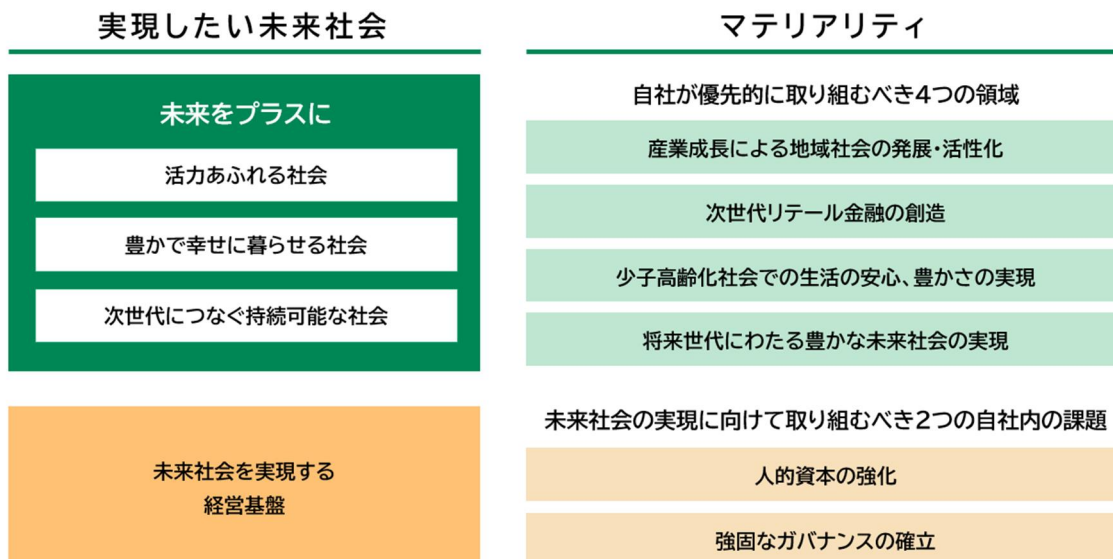 実現したい未来社会
未来をプラスに
活力あふれる社会
豊かで幸せに暮らせる社会
次世代につなぐ持続可能な社会
未来社会を実現する
経営基盤
マテリアリティ
自社が優先的に取り組むべき4つの領域
産業成長による地域社会の発展・活性化
次世代リテール金融の創造
少子高齢化社会での生活の安心、豊かさの実現
将来世代にわたる豊かな未来社会の実現
未来社会の実現に向けて取り組むべき2つの自社内の課題
人的資本の強化
強固なガバナンスの確立